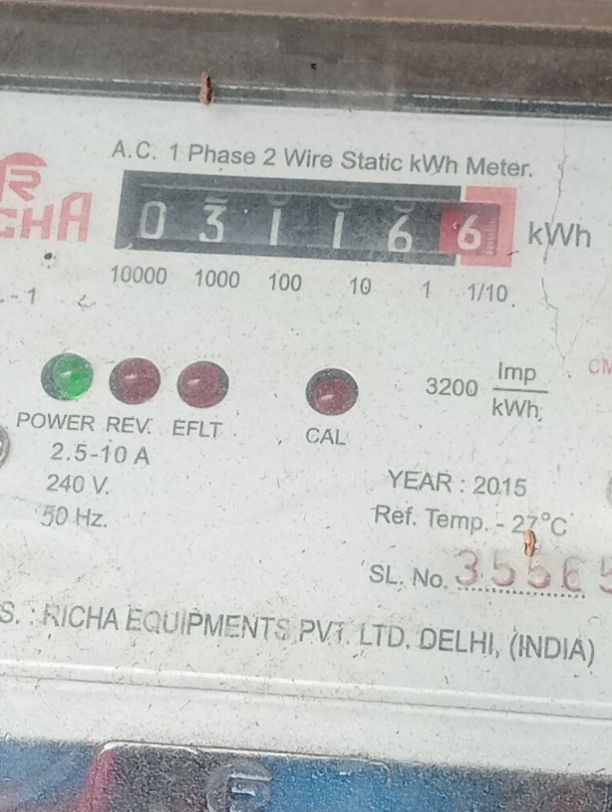 A.C. 1 Phase 2 Wire Static kWh Meter.
CHA
0 3 1 1 6 6 kWh
10000 1000 100 10 1 1/10
- 1
3200 Imp/kWh
POWER REV. EFLT CAL
2.5-10 A
240 V.
50 Hz.
YEAR : 2015
Ref. Temp. - 27°C
SL. No.
S. : RICHA EQUIPMENTS PVT. LTD. DELHI, (INDIA)